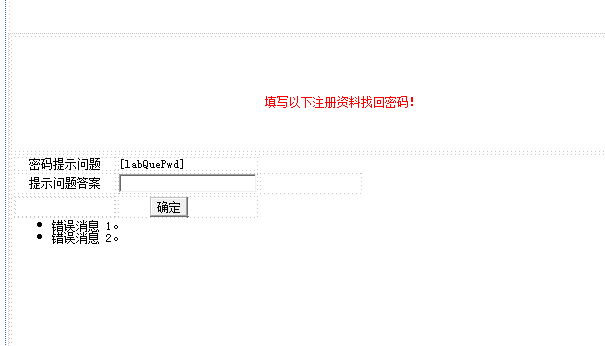 填写以下注册资料找回密码!
密码提示问题 [labQuePwd]
提示问题答案
确定
错误消息 1。
错误消息 2。